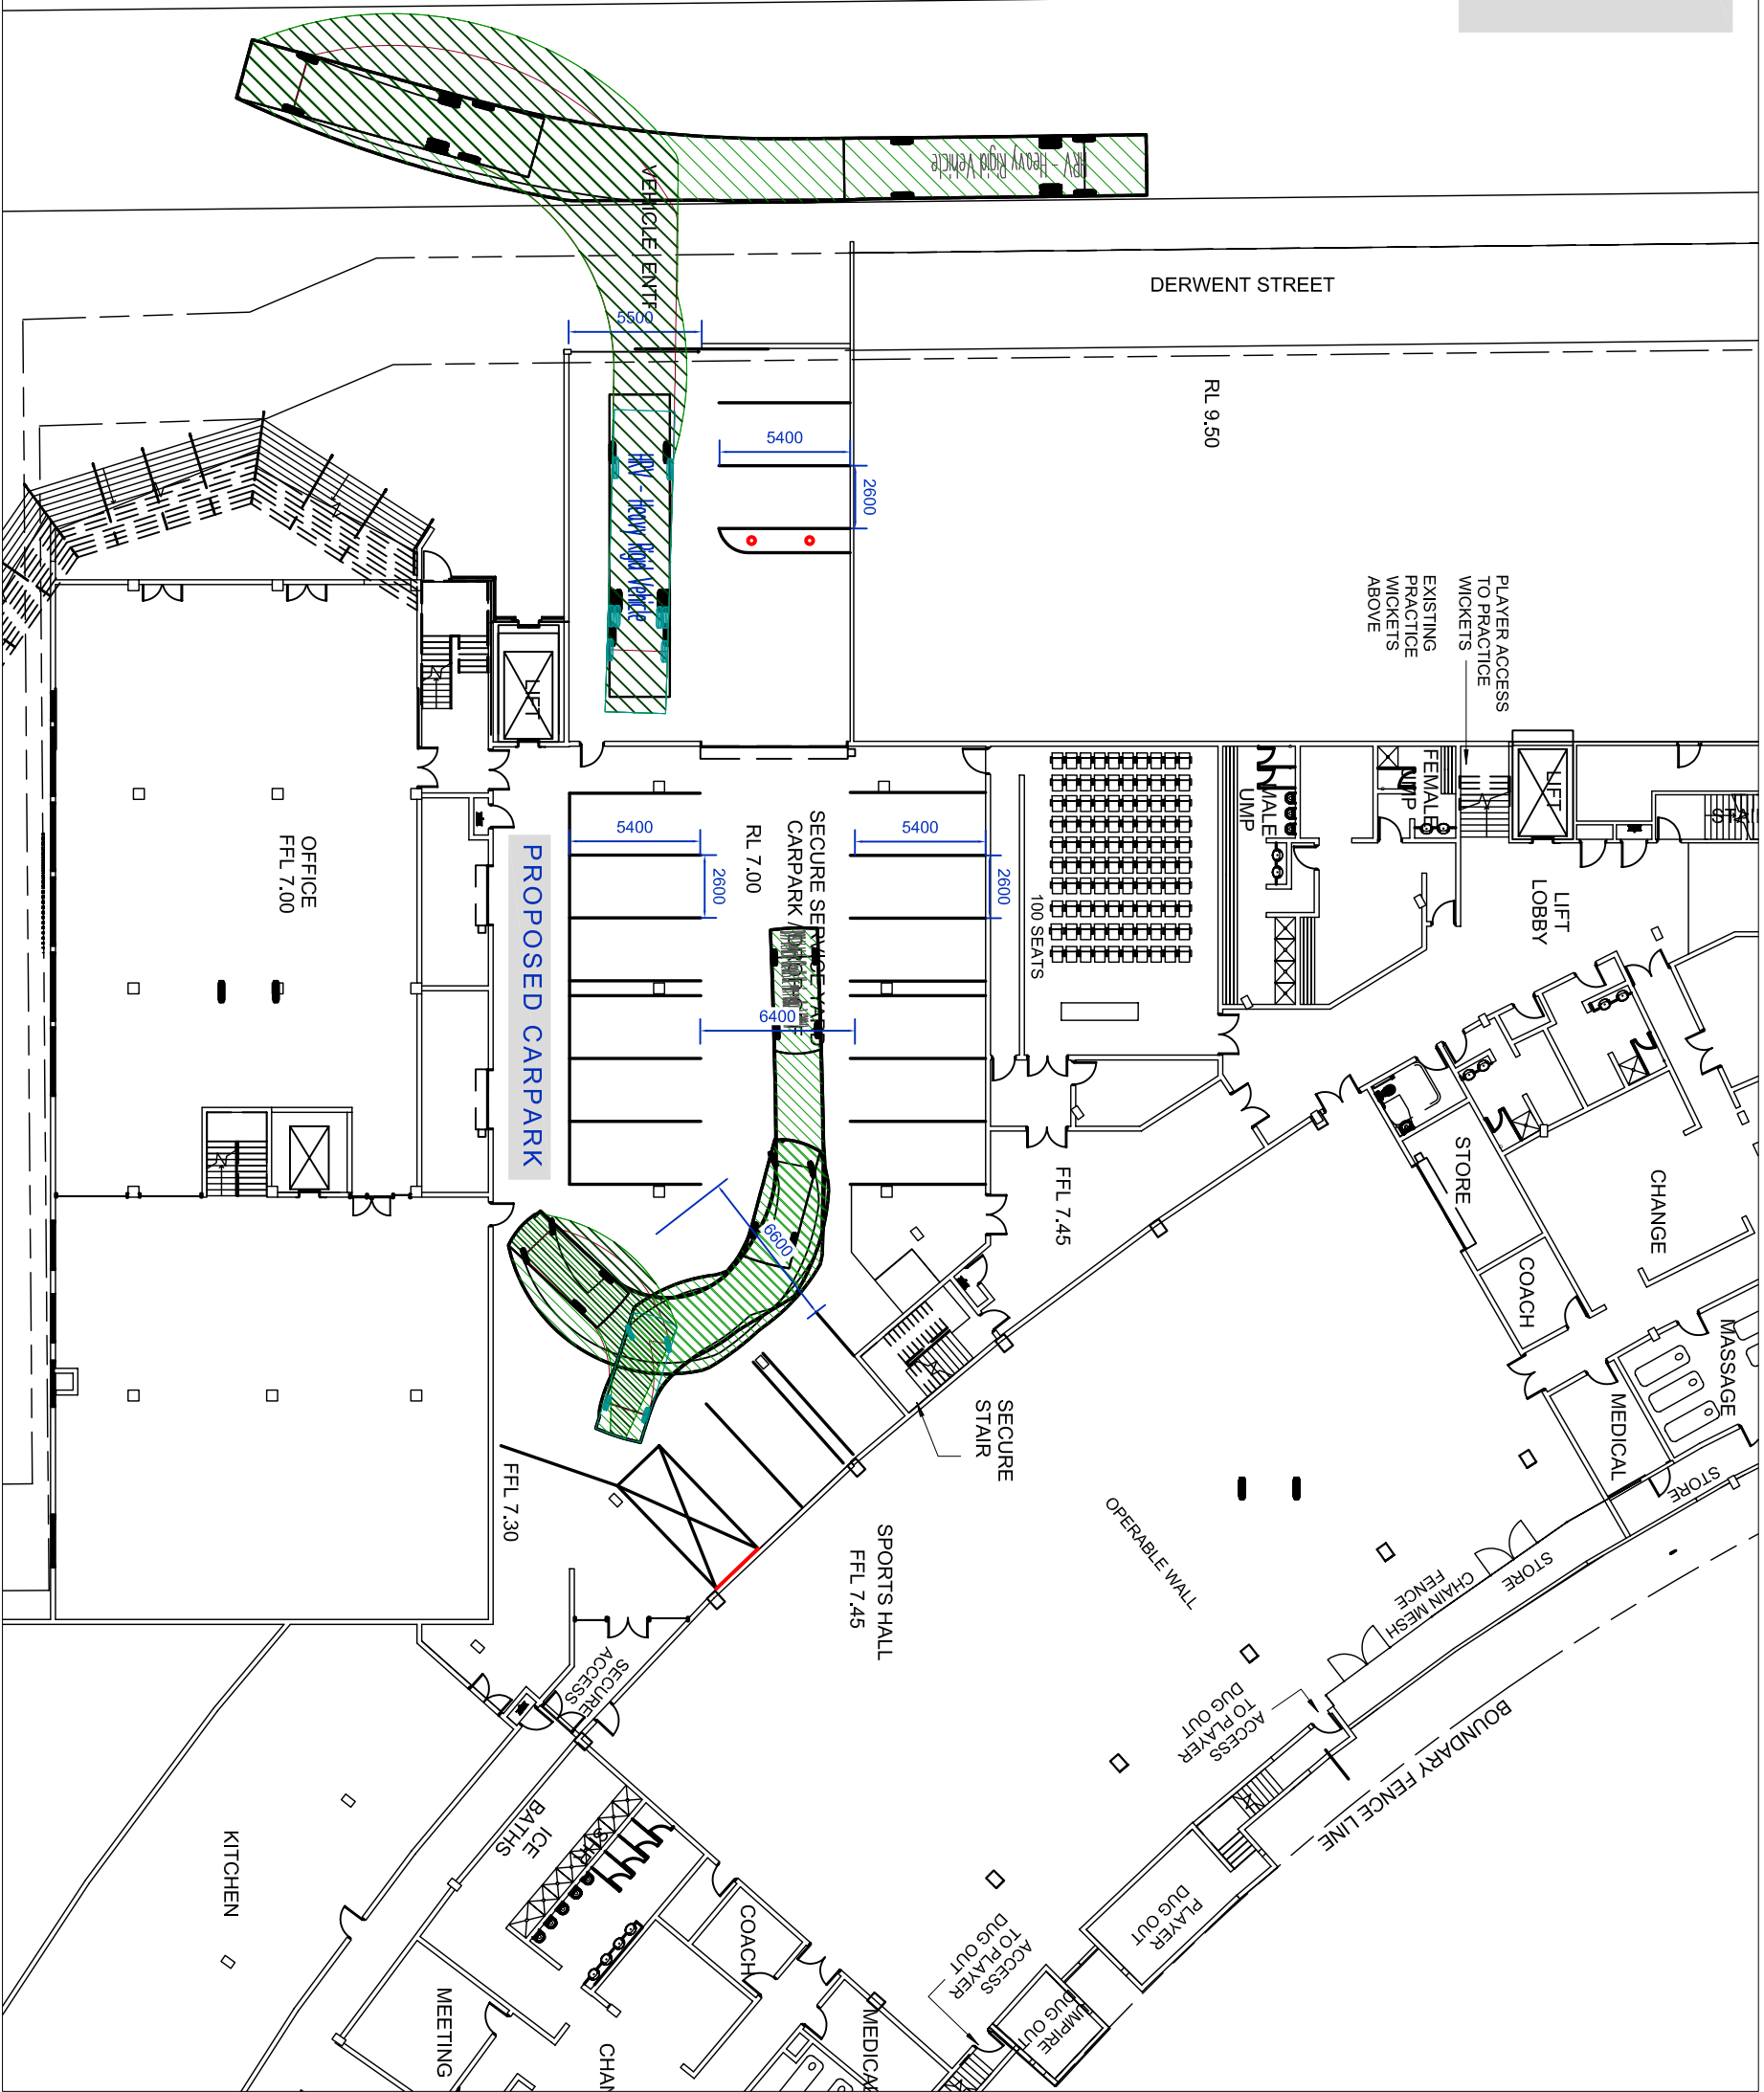 HRV - Heavy Rigid Vehicle
DERWENT STREET
5500
RL 9.50
5400
2600
HRV - Heavy Rigid Vehicle
PLAYER ACCESS
TO PRACTICE
WICKETS
EXISTING
PRACTICE
WICKETS
ABOVE
LIFT
LIFT
FEMALE
UMP
MALE
UMP
LIFT
LOBBY
OFFICE
FFL 7.00
PROPOSED CARPARK
5400
2600
RL 7.00
SECURE SERVICE YARD
CARPARK
5400
2600
100 SEATS
6400
6600
FFL 7.45
STORE
COACH
CHANGE
MASSAGE
MEDICAL
STORE
SECURE
STAIR
FFL 7.30
SPORTS HALL
FFL 7.45
OPERABLE WALL
STORE
CHAIN MESH
FENCE
SECURE
ACCESS
ACCESS
TO PLAYER
DUG OUT
BOUNDARY FENCE LINE
ICE
BATHS
KITCHEN
COACH
PLAYER
DUG OUT
ACCESS
TO PLAYER
DUG OUT
UMPIRE
DUG OUT
MEETING